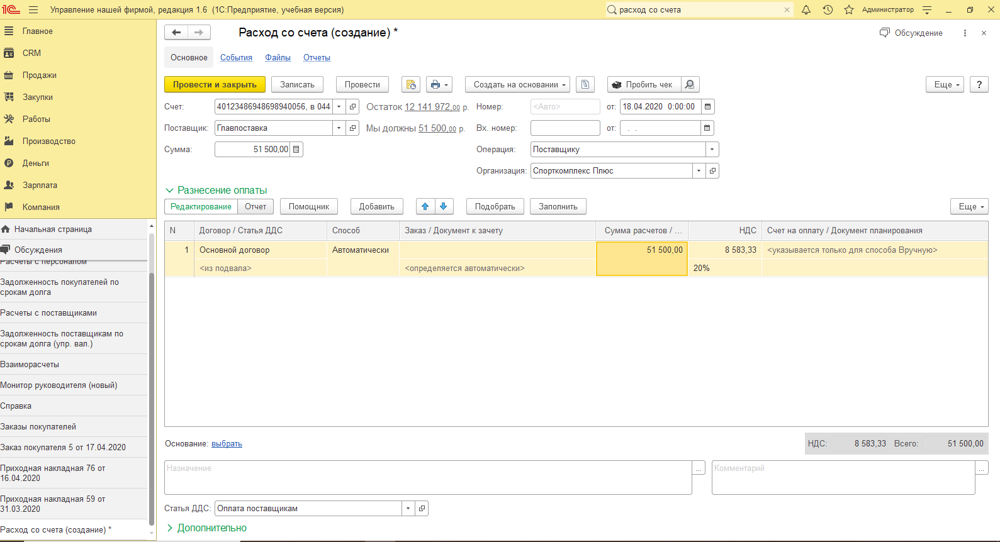 1С Управление нашей фирмой, редакция 1.6 (1С:Предприятие, учебная версия) расход со счета Администратор
Главное
CRM
Продажи
Закупки
Работы
Производство
Деньги
Зарплата
Компания
Начальная страница
Обсуждения
Расчеты с персоналом
Задолженность покупателей по
срокам долга
Расчеты с поставщиками
Задолженность поставщикам по
срокам долга (упр. вал.)
Взаиморасчеты
Монитор руководителя (новый)
Справка
Заказы покупателей
Заказ покупателя 5 от 17.04.2020
Приходная накладная 76 от
16.04.2020
Приходная накладная 59 от
31.03.2020
Расход со счета (создание) *
Расход со счета (создание) * Обсуждение
Основное События Файлы Отчеты
Провести и закрыть Записать Провести Создать на основании Пробить чек Еще ?
Счет: 40123486948698940056, в 044 Остаток 12 141 972,00 р. Номер: <Авто> от: 18.04.2020 0:00:00
Поставщик: Главпоставка Мы должны 51 500,00 р. Вх. номер: от: . .
Сумма: 51 500,00 Операция: Поставщику
Организация: Спорткомплекс Плюс
Разнесение оплаты
Редактирование Отчет Помощник Добавить Подобрать Заполнить Еще
N Договор / Статья ДДС Способ Заказ / Документ к зачету Сумма расчетов / ... НДС Счет на оплату / Документ планирования
1 Основной договор Автоматически 51 500,00 8 583,33 <указывается только для способа Вручную>
<из подвала> <определяется автоматически> 20%
Основание: выбрать НДС: 8 583,33 Всего: 51 500,00
Назначение ... Комментарий ...
Статья ДДС: Оплата поставщикам
Дополнительно